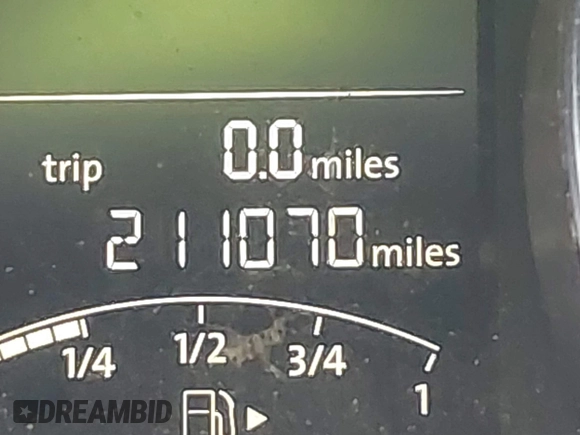 trip 0.0 miles
211070 miles
1/4 1/2 3/4 1
DREAMBID